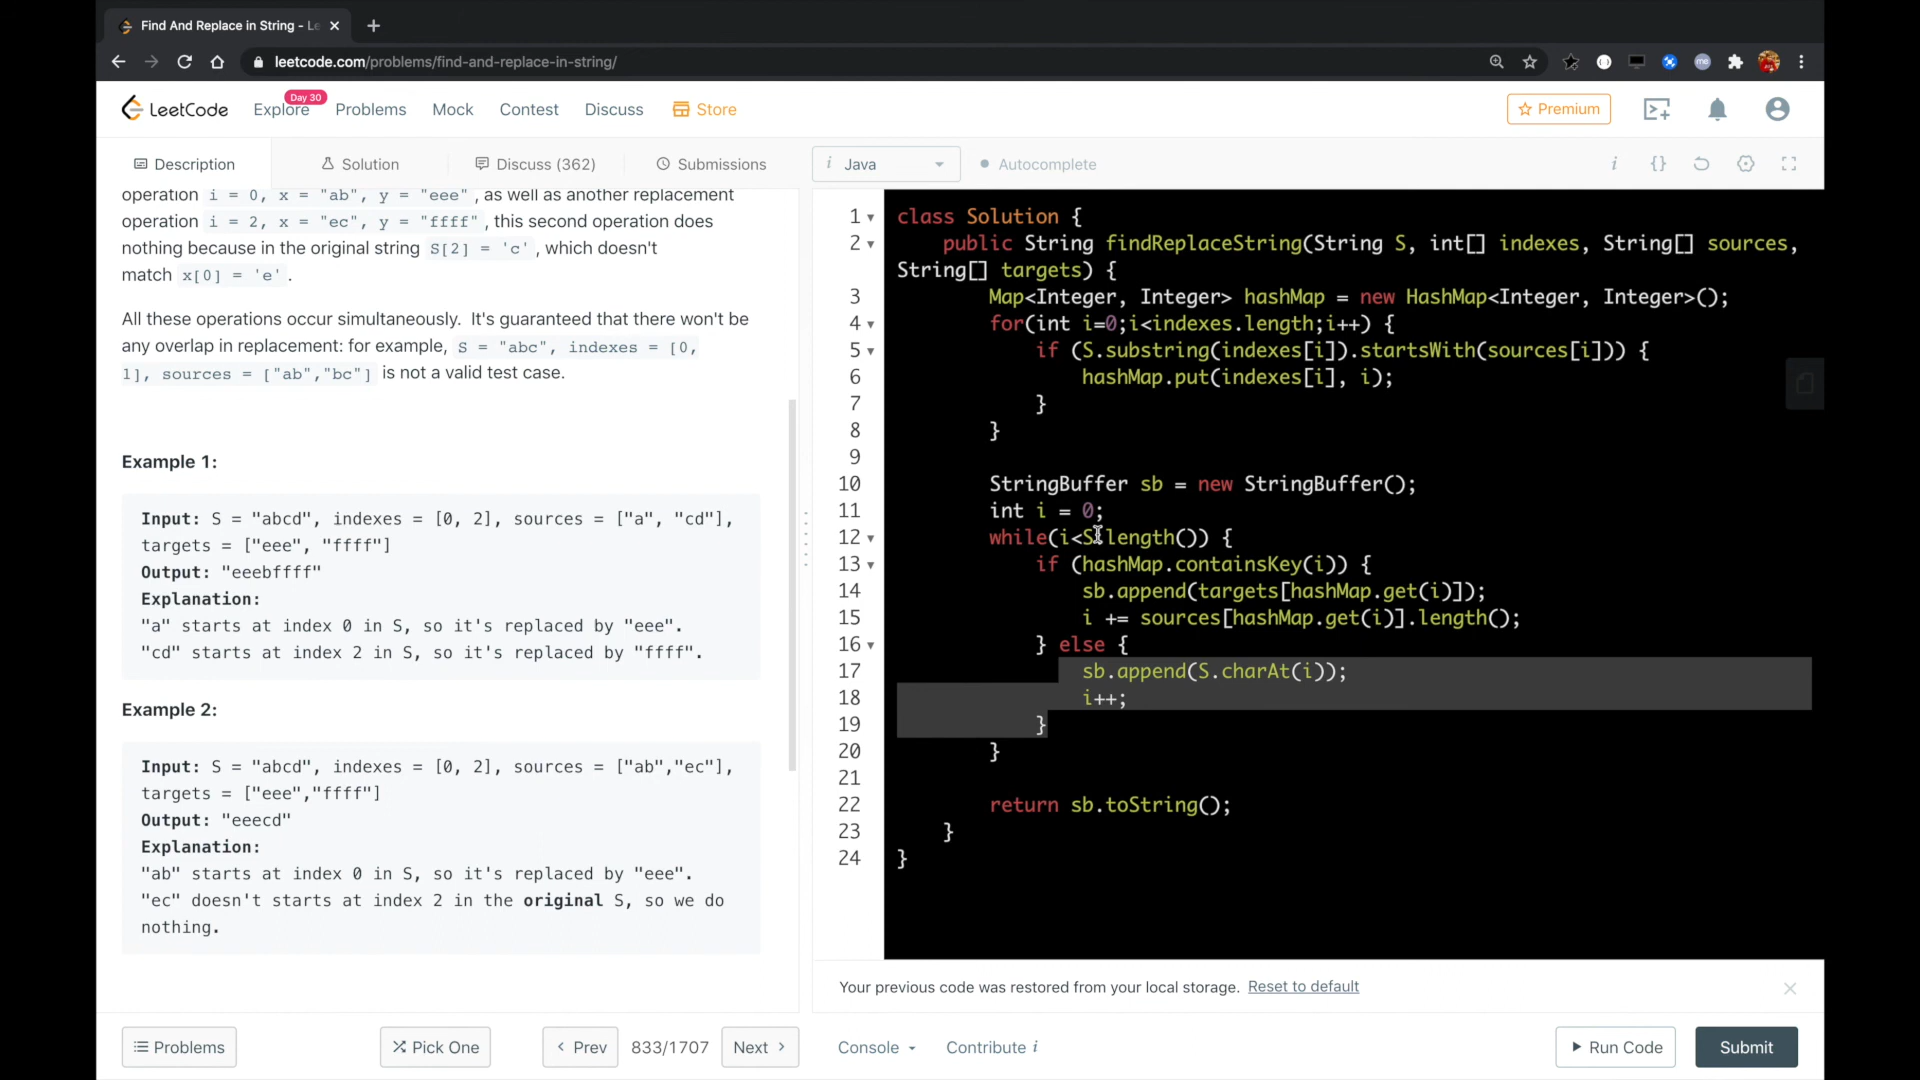 Find And Replace in String - Le
leetcode.com/problems/find-and-replace-in-string/
LeetCode
Explore
Day 30
Problems
Mock
Contest
Discuss
Store
Premium
Description
Solution
Discuss (362)
Submissions
i Java
Autocomplete
operation i = 0, x = "ab", y = "eee", as well as another replacement
operation i = 2, x = "ec", y = "ffff", this second operation does
nothing because in the original string S[2] = 'c', which doesn't
match x[0] = 'e'.
All these operations occur simultaneously. It's guaranteed that there won't be
any overlap in replacement: for example, S = "abc", indexes = [0,
1], sources = ["ab","bc"] is not a valid test case.
Example 1:
Input: S = "abcd", indexes = [0, 2], sources = ["a", "cd"],
targets = ["eee", "ffff"]
Output: "eeebffff"
Explanation:
"a" starts at index 0 in S, so it's replaced by "eee".
"cd" starts at index 2 in S, so it's replaced by "ffff".
Example 2:
Input: S = "abcd", indexes = [0, 2], sources = ["ab","ec"],
targets = ["eee","ffff"]
Output: "eeecd"
Explanation:
"ab" starts at index 0 in S, so it's replaced by "eee".
"ec" doesn't starts at index 2 in the original S, so we do
nothing.
1 class Solution {
2 public String findReplaceString(String S, int[] indexes, String[] sources,
String[] targets) {
3 Map<Integer, Integer> hashMap = new HashMap<Integer, Integer>();
4 for(int i=0;i<indexes.length;i++) {
5 if (S.substring(indexes[i]).startsWith(sources[i])) {
6 hashMap.put(indexes[i], i);
7 }
8 }
9
10 StringBuffer sb = new StringBuffer();
11 int i = 0;
12 while(i<S.length()) {
13 if (hashMap.containsKey(i)) {
14 sb.append(targets[hashMap.get(i)]);
15 i += sources[hashMap.get(i)].length();
16 } else {
17 sb.append(S.charAt(i));
18 i++;
19 }
20 }
21
22 return sb.toString();
23 }
24 }
Your previous code was restored from your local storage. Reset to default
Problems
Pick One
Prev
833/1707
Next
Console
Contribute i
Run Code
Submit